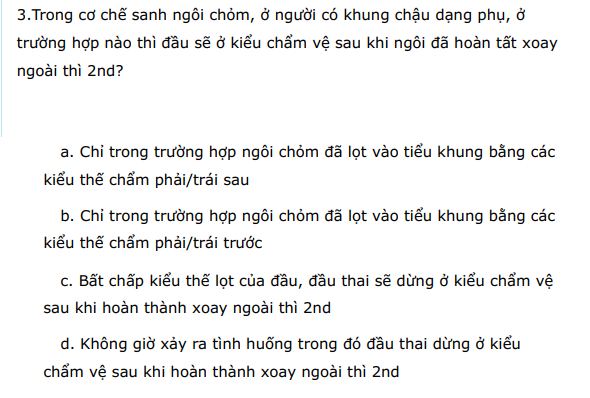 3.Trong cơ chế sanh ngôi chỏm, ở người có khung chậu dạng phụ, ở
trường hợp nào thì đầu sẽ ở kiểu chẩm vệ sau khi ngôi đã hoàn tất xoay
ngoài thì 2nd?
a. Chỉ trong trường hợp ngôi chỏm đã lọt vào tiểu khung bằng các
kiểu thế chẩm phải/trái sau
b. Chỉ trong trường hợp ngôi chỏm đã lọt vào tiểu khung bằng các
kiểu thế chẩm phải/trái trước
c. Bất chấp kiểu thế lọt của đầu, đầu thai sẽ dừng ở kiểu chẩm vệ
sau khi hoàn thành xoay ngoài thì 2nd
d. Không giờ xảy ra tình huống trong đó đầu thai dừng ở kiểu
chẩm vệ sau khi hoàn thành xoay ngoài thì 2nd